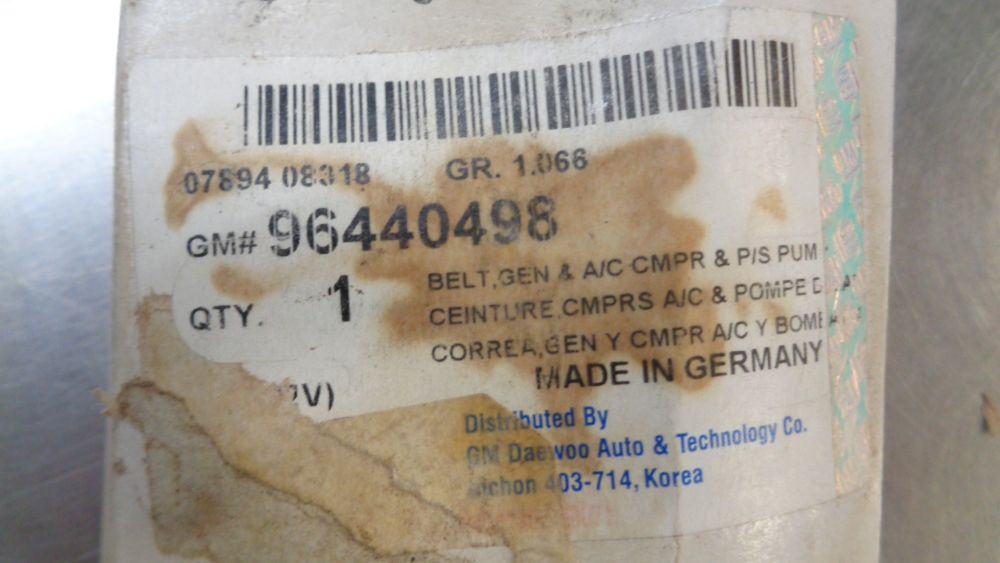 07894 08318 GR. 1.066
GM# 96440498
QTY. 1
BELT,GEN & A/C CMPR & P/S PUM
CEINTURE,CMPRS A/C & POMPE D
CORREA,GEN Y CMPR A/C Y BOMB
MADE IN GERMANY
V)
Distributed By
GM Daewoo Auto & Technology Co.
403-714, Korea